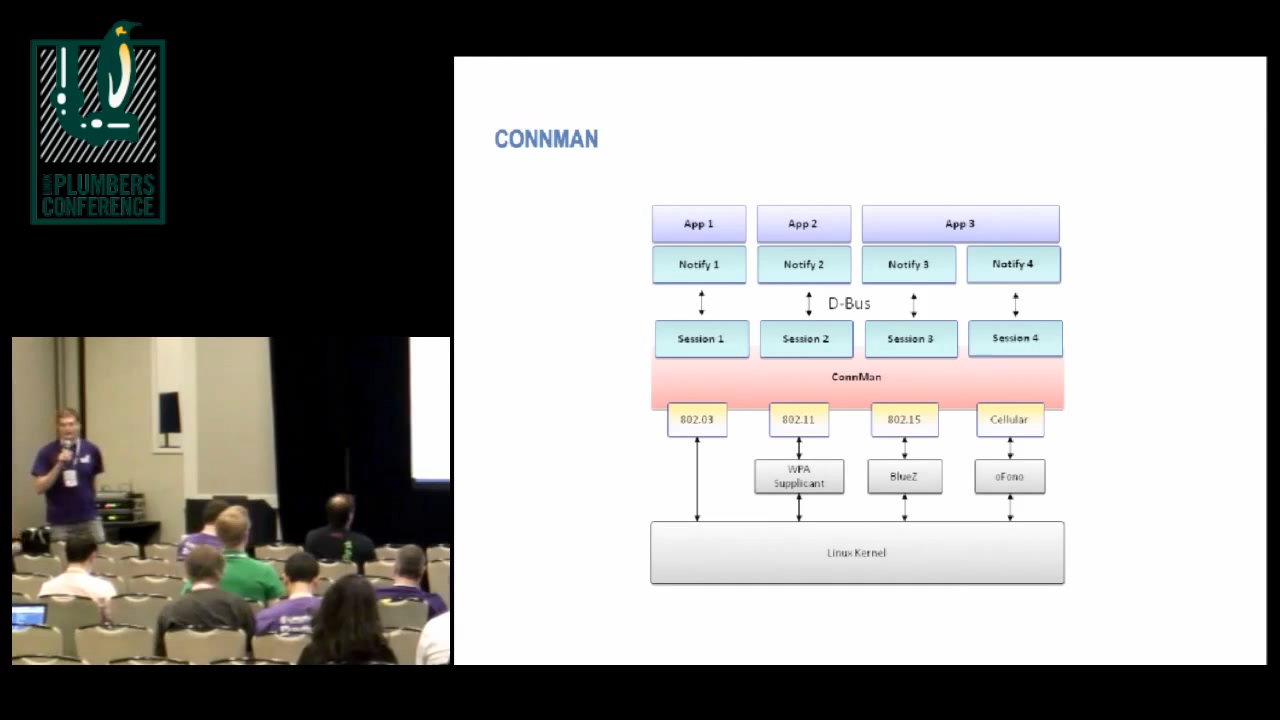 LINUX
PLUMBERS
CONFERENCE
CONNMAN
App 1
App 2
App 3
Notify 1
Notify 2
Notify 3
Notify 4
D-Bus
Session 1
Session 2
Session 3
Session 4
ConnMan
802.03
802.11
802.15
Cellular
WPA
Supplicant
BlueZ
oFono
Linux Kernel